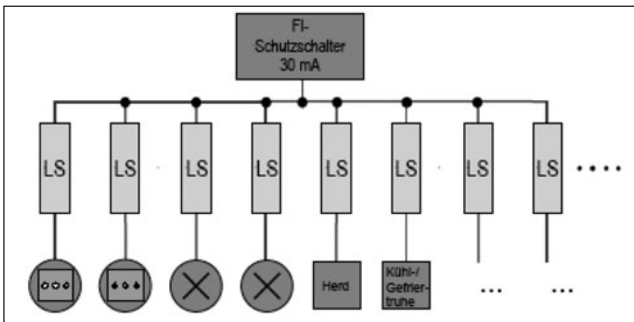 FI-
Schutzschalter
30 mA
LS LS LS LS LS LS LS LS ....
Herd
Kühl-/
Gefrier-
truhe
... ...